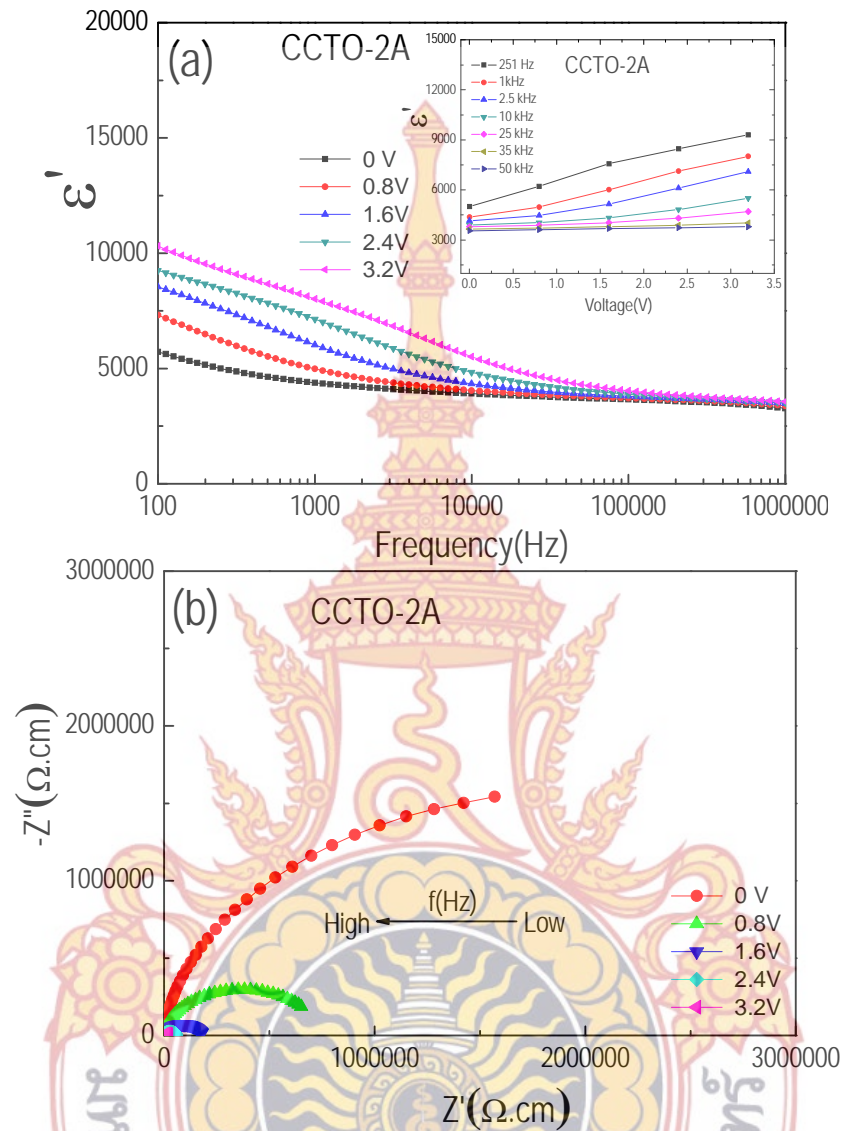 20000
15000
10000
5000
0
ε'
(a)
CCTO-2A
0 V
0.8V
1.6V
2.4V
3.2V
15000
12000
9000
6000
3000
ε'
251 Hz
1kHz
2.5 kHz
10 kHz
25 kHz
35 kHz
50 kHz
CCTO-2A
0.0 0.5 1.0 1.5 2.0 2.5 3.0 3.5
Voltage(V)
100 1000 10000 100000 1000000
Frequency(Hz)
3000000
2000000
1000000
0
-Z''(Ω.cm)
(b)
CCTO-2A
f(Hz)
High Low
0 V
0.8V
1.6V
2.4V
3.2V
0 1000000 2000000 3000000
Z'(Ω.cm)